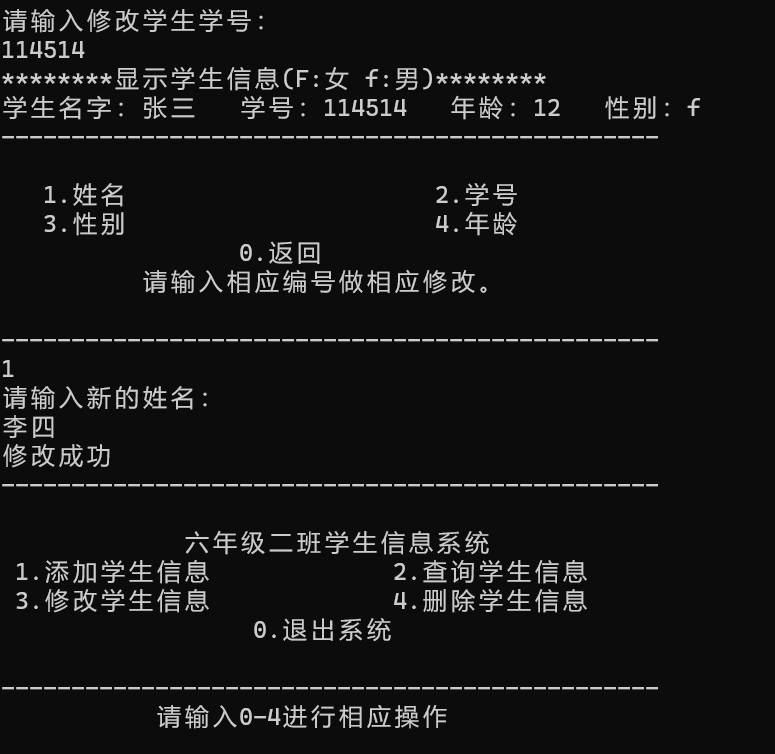 请输入修改学生学号：
114514
********显示学生信息(F:女 f:男)********
学生名字: 张三   学号: 114514   年龄: 12   性别: f
-----------------------------------------------
1.姓名                      2.学号
3.性别                      4.年龄
0.返回
请输入相应编号做相应修改。
-----------------------------------------------
1
请输入新的姓名：
李四
修改成功
-----------------------------------------------
六年级二班学生信息系统
1.添加学生信息             2.查询学生信息
3.修改学生信息             4.删除学生信息
0.退出系统
-----------------------------------------------
请输入0-4进行相应操作